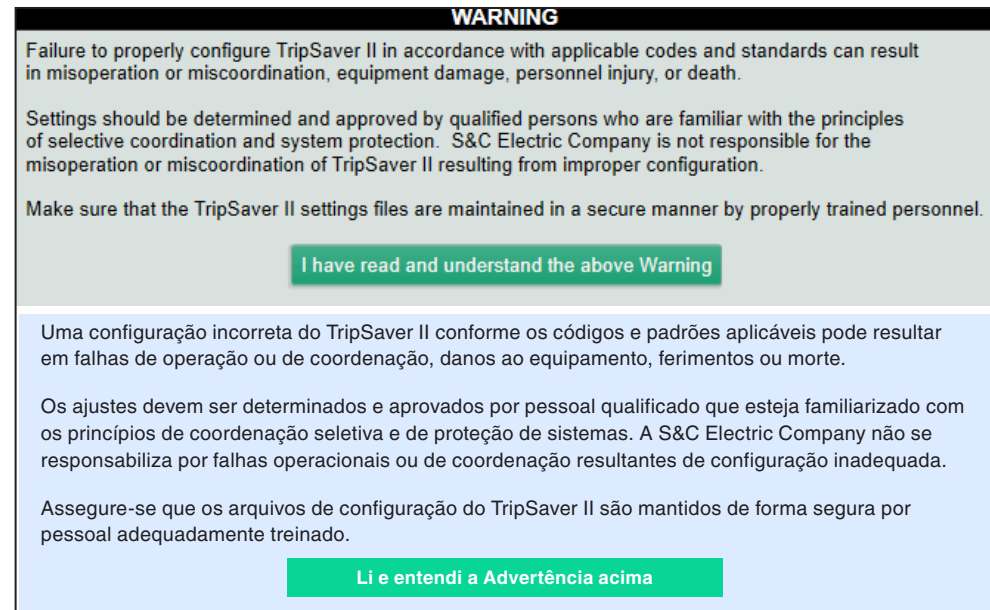 WARNING
Failure to properly configure TripSaver II in accordance with applicable codes and standards can result
in misoperation or miscoordination, equipment damage, personnel injury, or death.
Settings should be determined and approved by qualified persons who are familiar with the principles
of selective coordination and system protection.  S&C Electric Company is not responsible for the
misoperation or miscoordination of TripSaver II resulting from improper configuration.
Make sure that the TripSaver II settings files are maintained in a secure manner by properly trained personnel.
I have read and understand the above Warning
Uma configuração incorreta do TripSaver II conforme os códigos e padrões aplicáveis pode resultar
em falhas de operação ou de coordenação, danos ao equipamento, ferimentos ou morte.
Os ajustes devem ser determinados e aprovados por pessoal qualificado que esteja familiarizado com
os princípios de coordenação seletiva e de proteção de sistemas. A S&C Electric Company não se
responsabiliza por falhas operacionais ou de coordenação resultantes de configuração inadequada.
Assegure-se que os arquivos de configuração do TripSaver II são mantidos de forma segura por
pessoal adequadamente treinado.
Li e entendi a Advertência acima